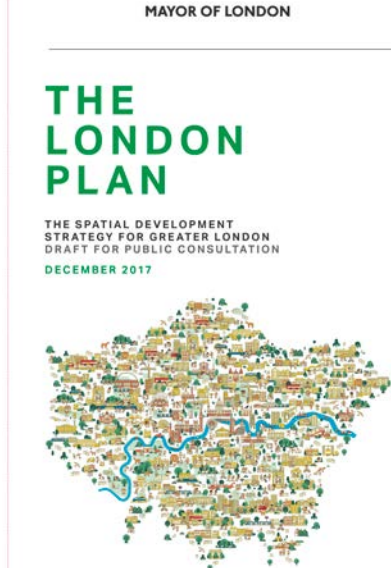 MAYOR OF LONDON
THE
LONDON
PLAN
THE SPATIAL DEVELOPMENT
STRATEGY FOR GREATER LONDON
DRAFT FOR PUBLIC CONSULTATION
DECEMBER 2017